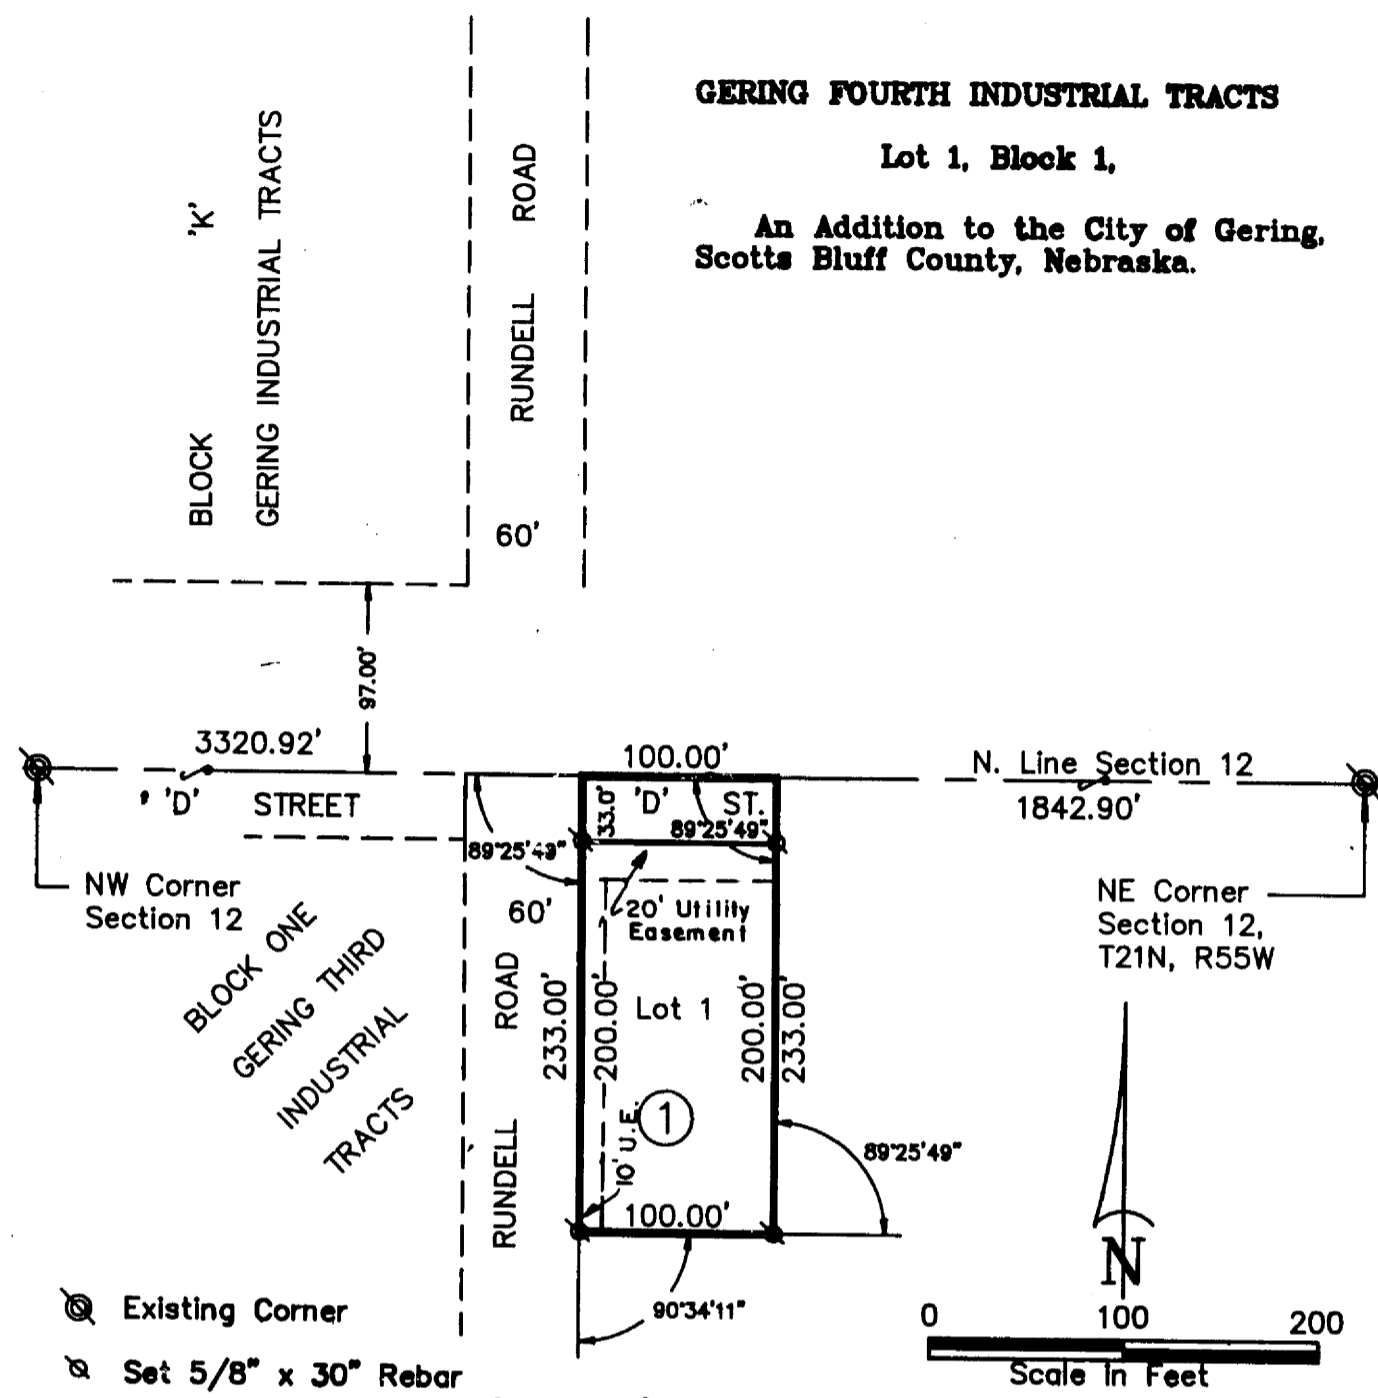 GERING FOURTH INDUSTRIAL TRACTS
Lot 1, Block 1,
An Addition to the City of Gering,
Scotts Bluff County, Nebraska.
BLOCK 'K'
GERING INDUSTRIAL TRACTS
RUNDELL ROAD
60'
97.00'
3320.92'
100.00'
N. Line Section 12
1842.90'
'D' STREET
'D' ST.
33.0'
89°25'49"
89°25'49"
NW Corner
Section 12
NE Corner
Section 12,
T21N, R55W
60'
20' Utility
Easement
BLOCK ONE
GERING THIRD
INDUSTRIAL
TRACTS
RUNDELL ROAD
233.00'
200.00'
Lot 1
200.00'
233.00'
1
10' U.E.
89°25'49"
100.00'
90°34'11"
N
Existing Corner
Set 5/8" x 30" Rebar
0 100 200
Scale in Feet